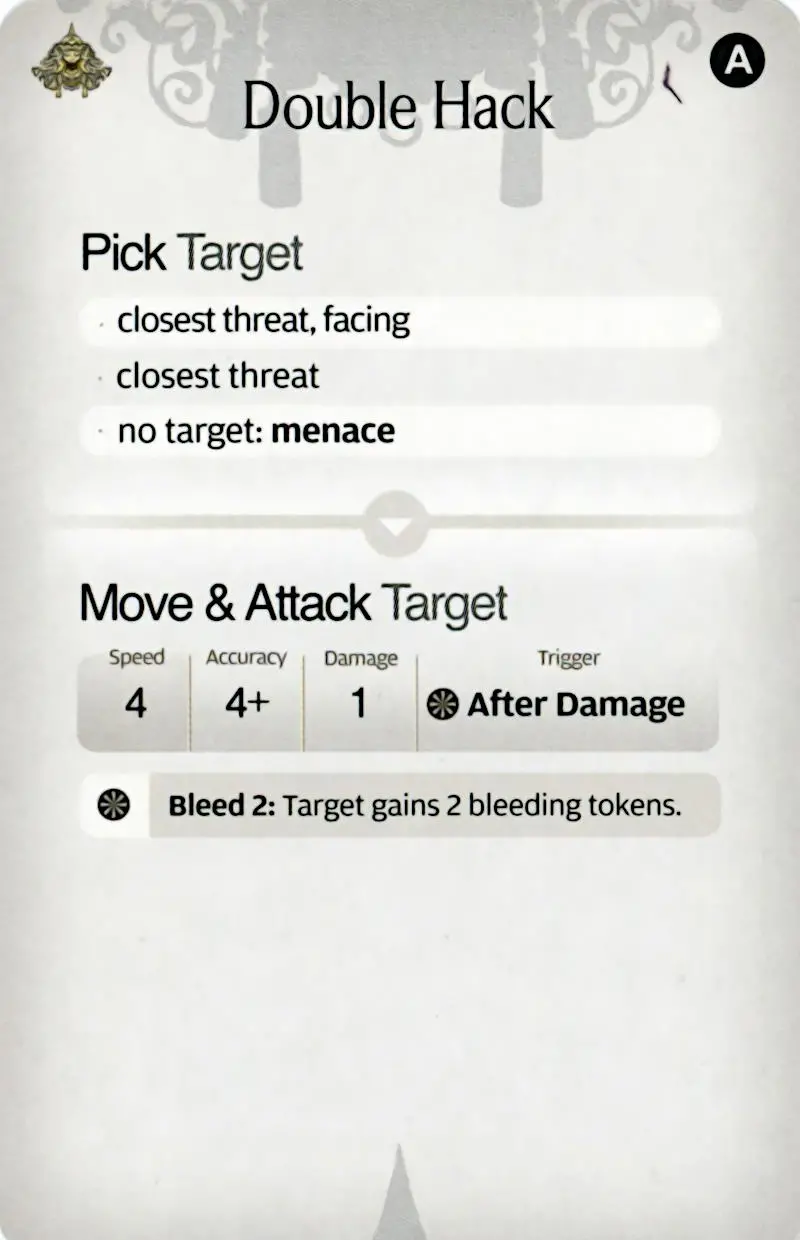 A
Double Hack
Pick Target
· closest threat, facing
· closest threat
· no target: menace
Move & Attack Target
Speed Accuracy Damage Trigger
4 4+ 1 After Damage
Bleed 2: Target gains 2 bleeding tokens.